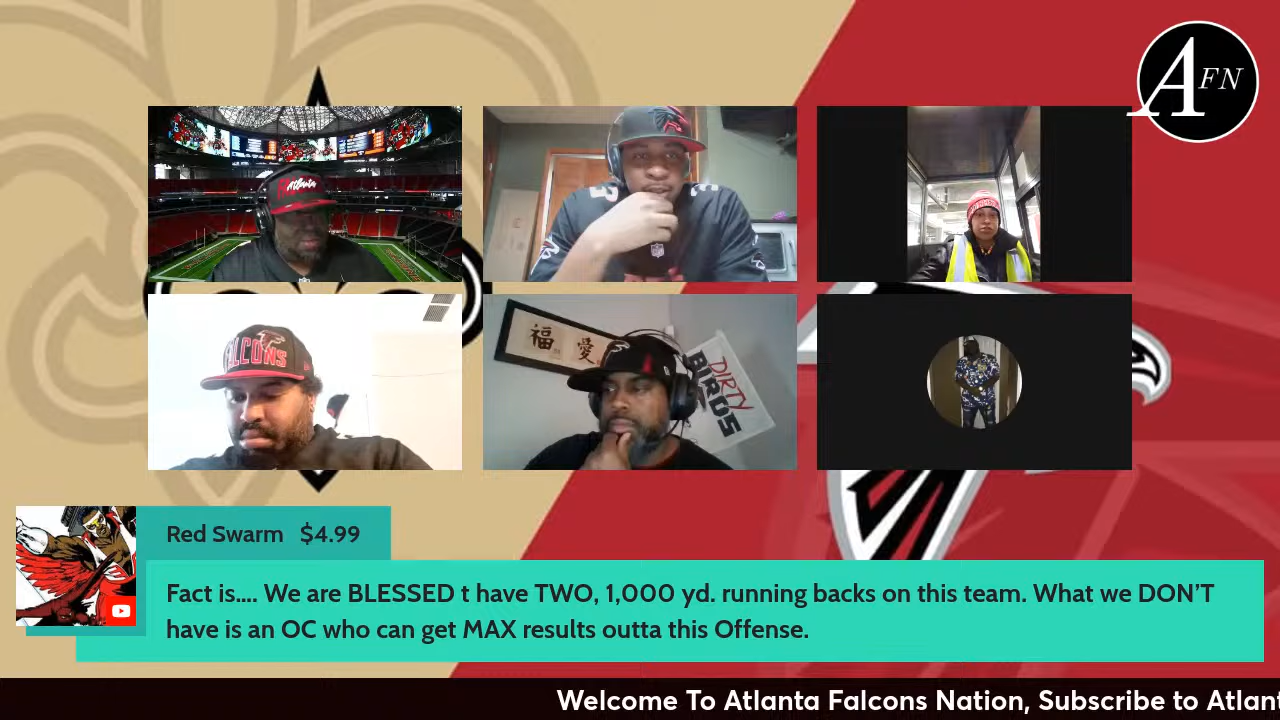 AFN
Atlanta
FALCONS
福 愛
DIRTY
BIRDS
Red Swarm $4.99
Fact is.... We are BLESSED t have TWO, 1,000 yd. running backs on this team. What we DON'T
have is an OC who can get MAX results outta this Offense.
Welcome To Atlanta Falcons Nation, Subscribe to Atlant